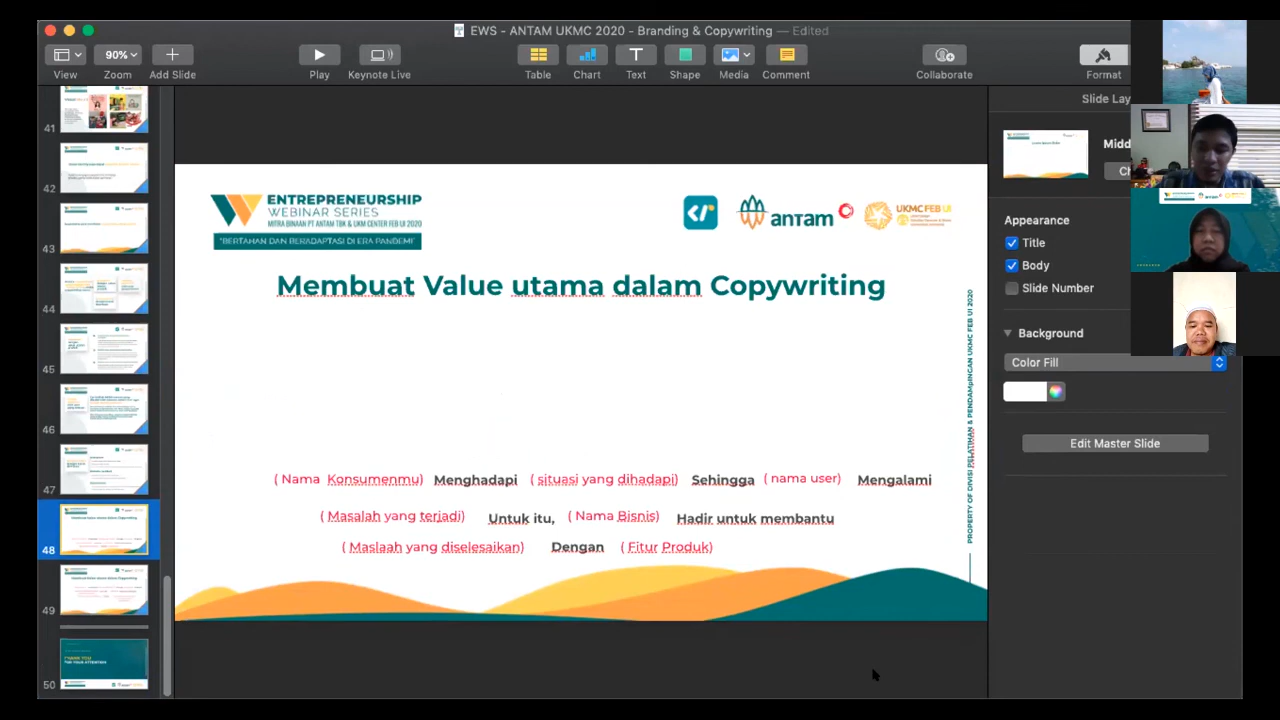 EWS - ANTAM UKMC 2020 - Branding & Copywriting — Edited
90%
View Zoom Add Slide Play Keynote Live Table Chart Text Shape Media Comment Collaborate Format
41
42
43
44
45
46
47
48
49
50
ENTREPRENEURSHIP
WEBINAR SERIES
MITRA BINAAN PT ANTAM TBK & UKM CENTER FEB UI 2020
"BERTAHAN DAN BERADAPTASI DI ERA PANDEMI"
antam
UKMC FEB UI
Membuat Value utama dalam Copywriting
( Nama Konsumenmu) Menghadapi ( situasi yang dihadapi) Sehingga ( nama user) Mengalami
( Masalah yang terjadi) Untuk itu, ( Nama Bisnis) Hadir untuk membantu
( Maslaah yang diselesaikan) Dengan ( Fitur Produk)
PROPERTY OF DIVISI PELATIHAN & PENDAMPINGAN UKMC FEB UI 2020
Slide Lay
Midd
Ch
Appearance
Title
Body
Slide Number
Background
Color Fill
Edit Master Slide